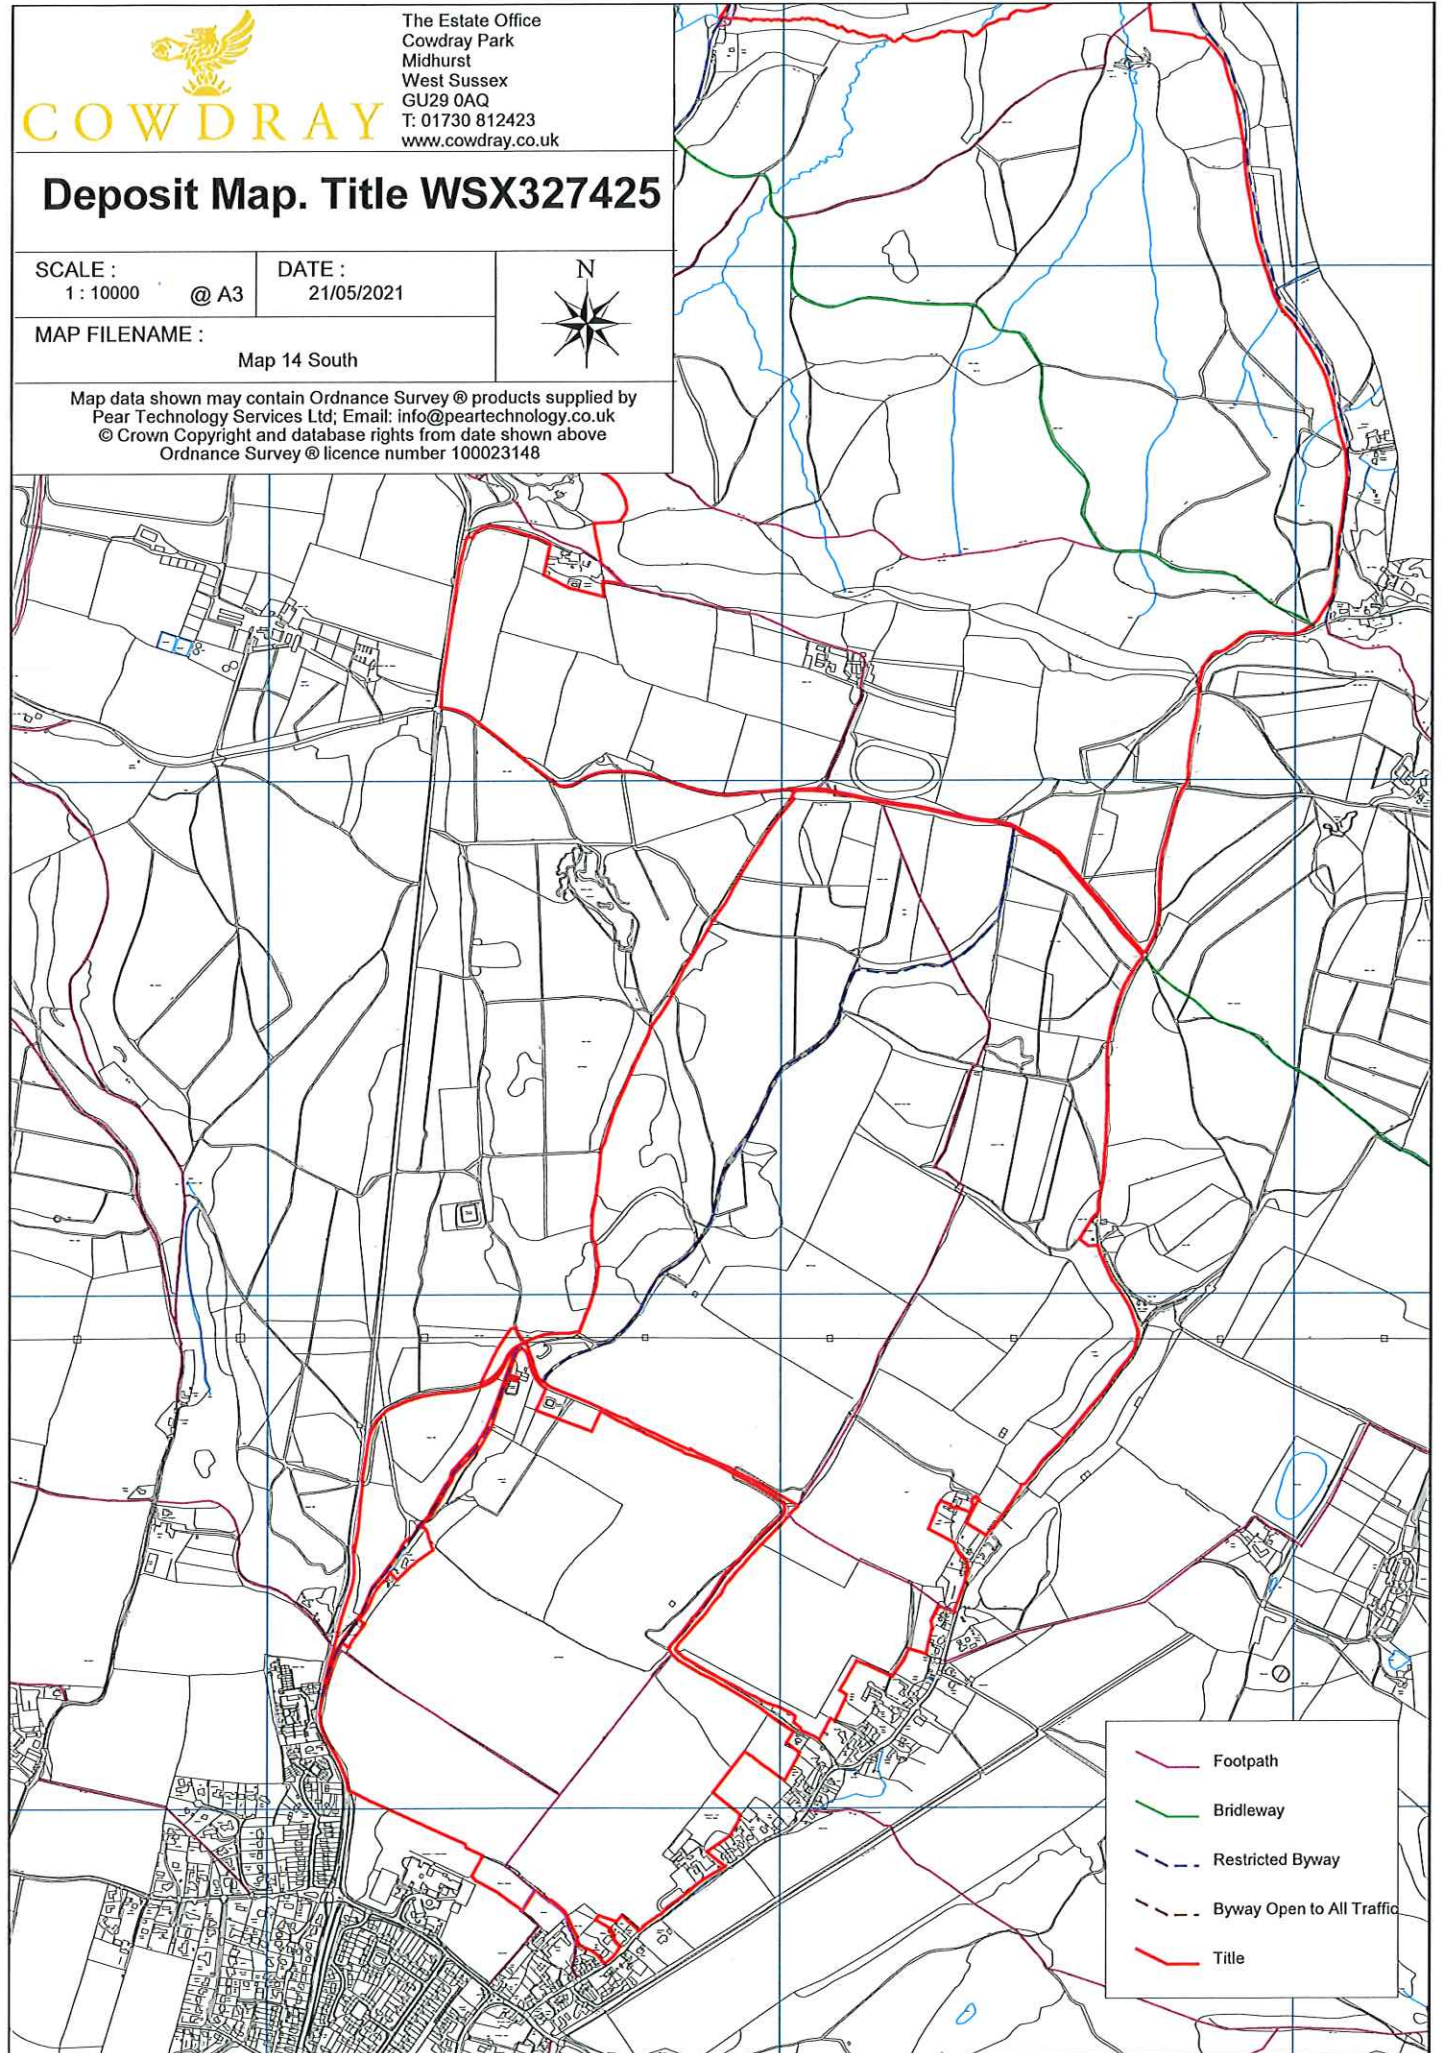 COWDRAY
The Estate Office
Cowdray Park
Midhurst
West Sussex
GU29 0AQ
T: 01730 812423
www.cowdray.co.uk
Deposit Map. Title WSX327425
SCALE :
1 : 10000 @ A3
DATE :
21/05/2021
N
MAP FILENAME :
Map 14 South
Map data shown may contain Ordnance Survey ® products supplied by
Pear Technology Services Ltd; Email: info@peartechnology.co.uk
© Crown Copyright and database rights from date shown above
Ordnance Survey ® licence number 100023148
Footpath
Bridleway
Restricted Byway
Byway Open to All Traffic
Title